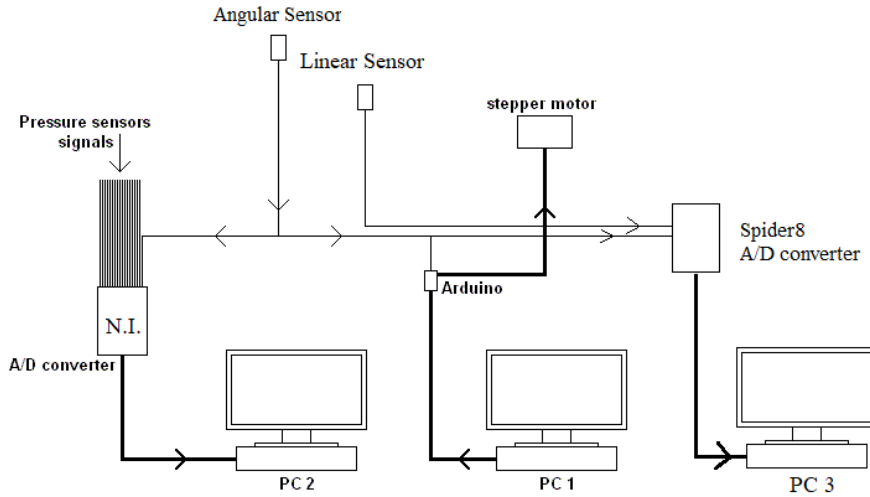 Angular Sensor
Linear Sensor
stepper motor
Pressure sensors
signals
Spider8
A/D converter
Arduino
N.I.
A/D converter
PC 2
PC 1
PC 3